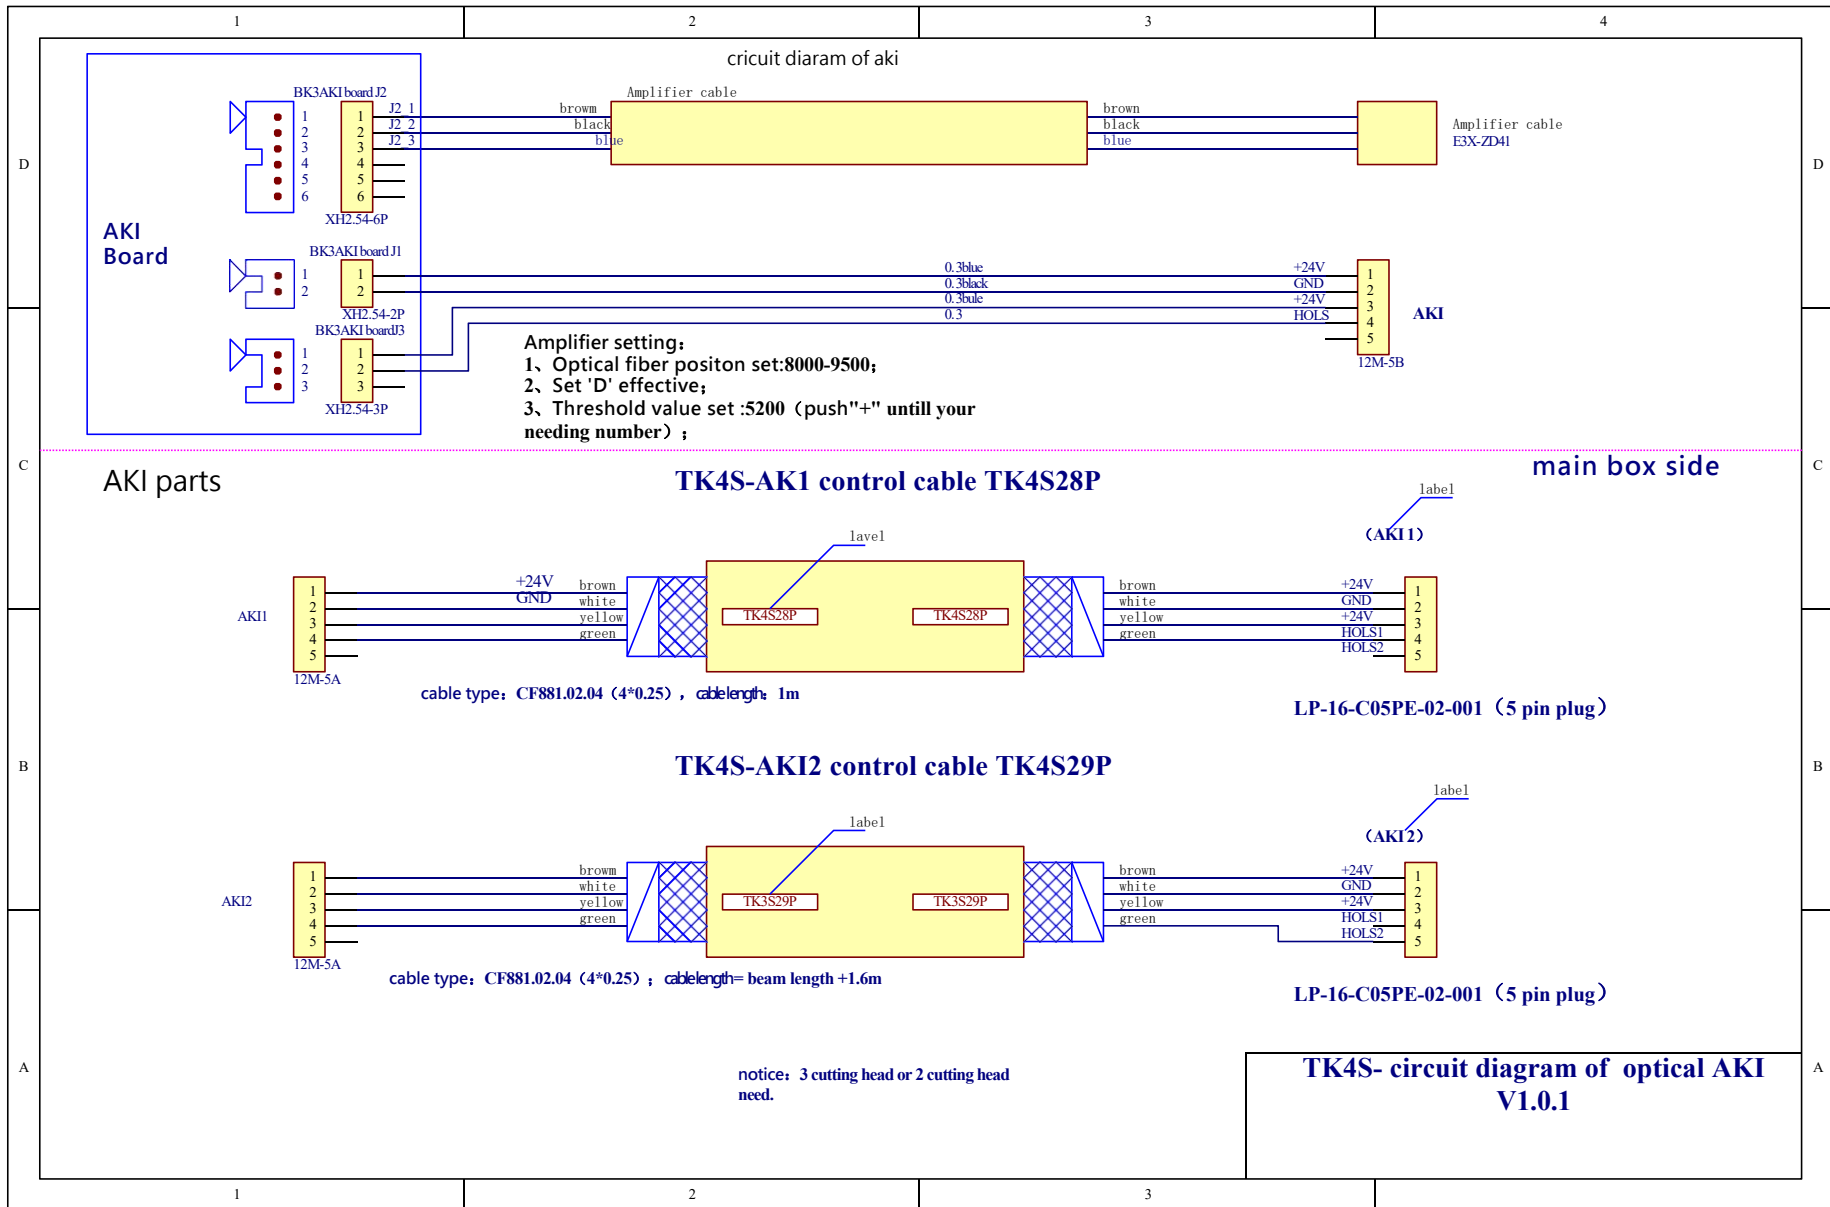 1 2 3 4
cricuit diaram of aki
D D
AKI
Board
BK3AKI board J2
1
2
3
4
5
6
1
2
3
4
5
6
J2_1
J2_2
J2_3
XH2.54-6P
browm
black
blue
Amplifier cable
brown
black
blue
Amplifier cable
E3X-ZD41
BK3AKI board J1
1
2
1
2
XH2.54-2P
BK3AKI boardJ3
1
2
3
1
2
3
XH2.54-3P
0.3blue
0.3black
0.3bule
0.3
+24V
GND
+24V
HOLS
1
2
3
4
5
12M-5B
AKI
Amplifier setting：
1、Optical fiber positon set:8000-9500；
2、Set 'D' effective；
3、Threshold value set :5200（push"+" untill your
needing number）；
C C
AKI parts
TK4S-AK1 control cable TK4S28P
main box side
label
（AKI 1）
lavel
AKI1
1
2
3
4
5
12M-5A
+24V
GND
brown
white
yellow
green
TK4S28P TK4S28P
brown
white
yellow
green
+24V
GND
+24V
HOLS1
HOLS2
1
2
3
4
5
cable type：CF881.02.04（4*0.25），cablelength：1m
LP-16-C05PE-02-001（5 pin plug）
B B
TK4S-AKI2 control cable TK4S29P
label
（AKI 2）
label
AKI2
1
2
3
4
5
12M-5A
browm
white
yellow
green
TK3S29P TK3S29P
brown
white
yellow
green
+24V
GND
+24V
HOLS1
HOLS2
1
2
3
4
5
cable type：CF881.02.04（4*0.25）；cablelength= beam length +1.6m
LP-16-C05PE-02-001（5 pin plug）
A A
notice：3 cutting head or 2 cutting head
need.
TK4S- circuit diagram of optical AKI
V1.0.1
1 2 3